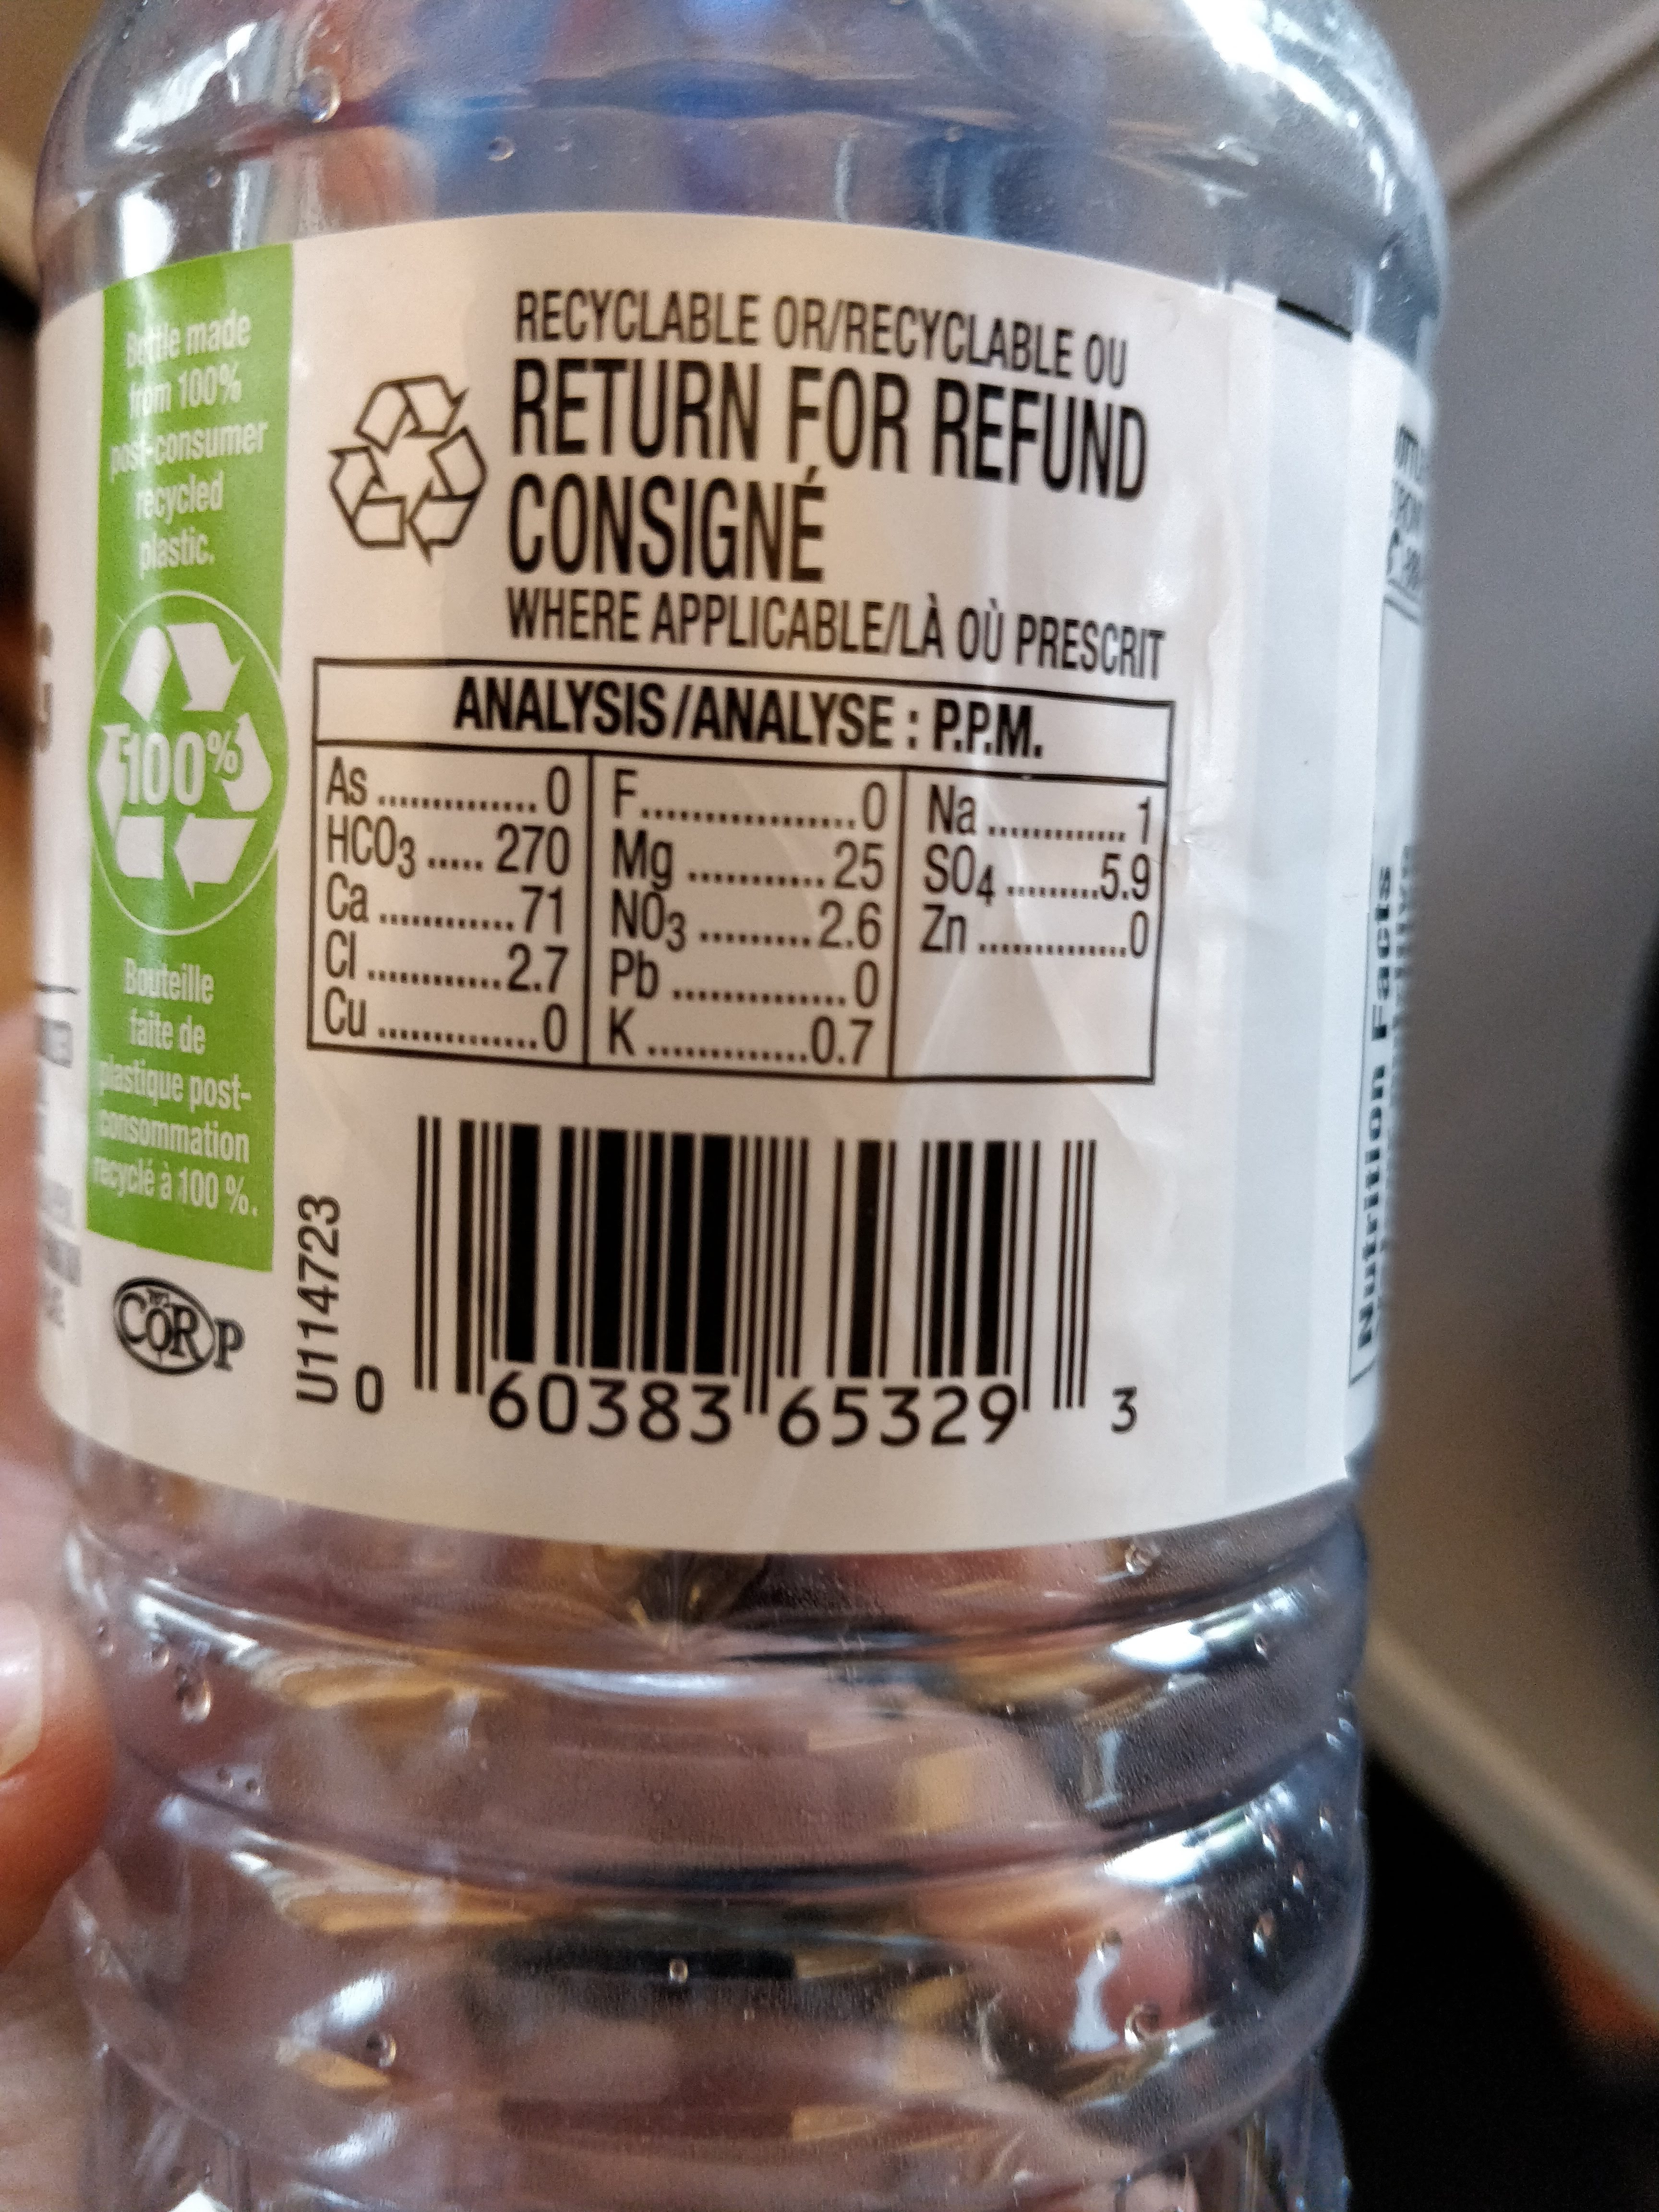 Bottle made
from 100%
post-consumer
recycled
plastic.
100%
Bouteille
faite de
plastique post-
consommation
recyclé à 100 %.
CORP
RECYCLABLE OR/RECYCLABLE OU
RETURN FOR REFUND
CONSIGNÉ
WHERE APPLICABLE/LÀ OÙ PRESCRIT
ANALYSIS/ANALYSE : P.P.M.
As .............. 0
HCO3 ..... 270
Ca ............ 71
Cl ............ 2.7
Cu .............. 0
F .................. 0
Mg ............ 25
NO3 .......... 2.6
Pb ............... 0
K .............. 0.7
Na .............. 1
SO4 ......... 5.9
Zn .............. 0
U114723
0 60383 65329 3
Nutrition Facts